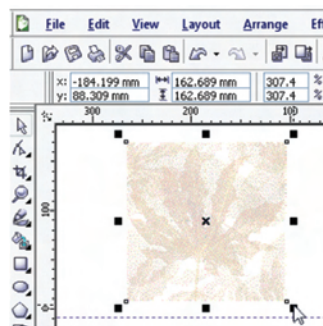 File Edit View Layout Arrange
x: -184.199 mm 162.689 mm 307.4 %
y: 88.309 mm 162.689 mm 307.4 %
300 200 100
100
0